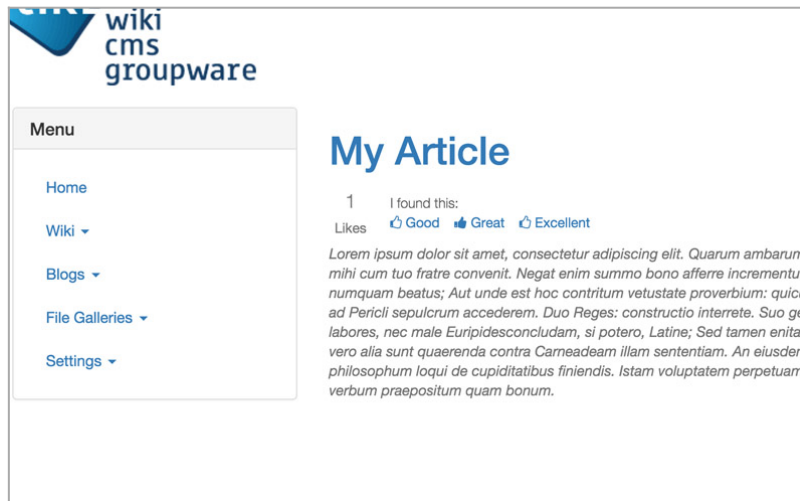 wiki
cms
groupware
Menu
Home
Wiki
Blogs
File Galleries
Settings
My Article
1
Likes
I found this:
Good Great Excellent
Lorem ipsum dolor sit amet, consectetur adipiscing elit. Quarum ambarum
mihi cum tuo fratre convenit. Negat enim summo bono afferre incrementu
numquam beatus; Aut unde est hoc contritum vetustate proverbium: quicu
ad Pericli sepulcrum accederem. Duo Reges: constructio interrete. Suo ge
labores, nec male Euripidesconcludam, si potero, Latine; Sed tamen enita
vero alia sunt quaerenda contra Carneadeam illam sententiam. An eiusden
philosophum loqui de cupiditatibus finiendis. Istam voluptatem perpetuam
verbum praepositum quam bonum.